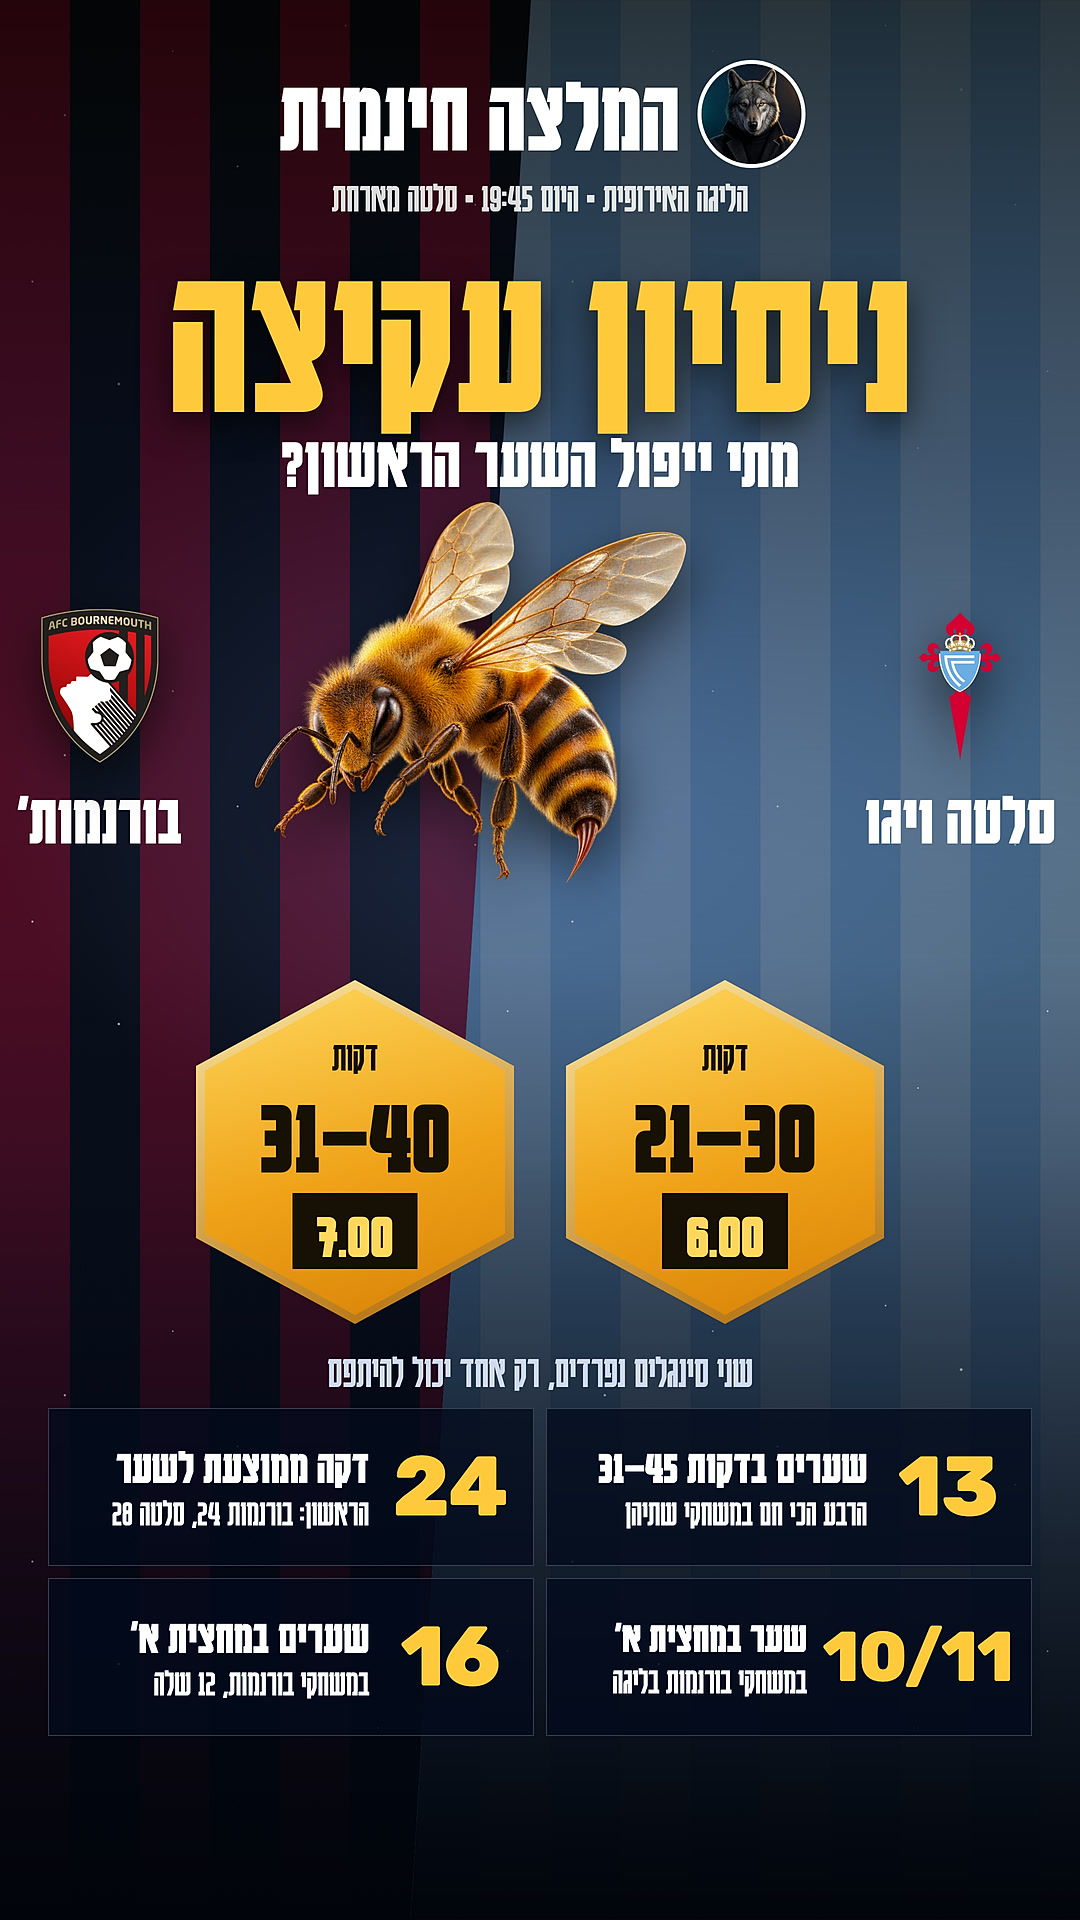 המלצה חינמית
הליגה האירופית ▪ היום 19:45 ▪ סלטה מארחת
ניסיון עקיצה
מתי ייפול השער הראשון?
AFC BOURNEMOUTH
סלטה ויגו
בורנמות'
דקות
21–30
6.00
דקות
31–40
7.00
שני סינגלים נפרדים, רק אחד יכול להיתפס
13
שערים בדקות 31–45
הרבע הכי חם במשחקי שתיהן
24
דקה ממוצעת לשער
הראשון: בורנמות 24, סלטה 28
10/11
שער במחצית א'
במשחקי בורנמות בליגה
16
שערים במחצית א'
במשחקי בורנמות, 12 שלה